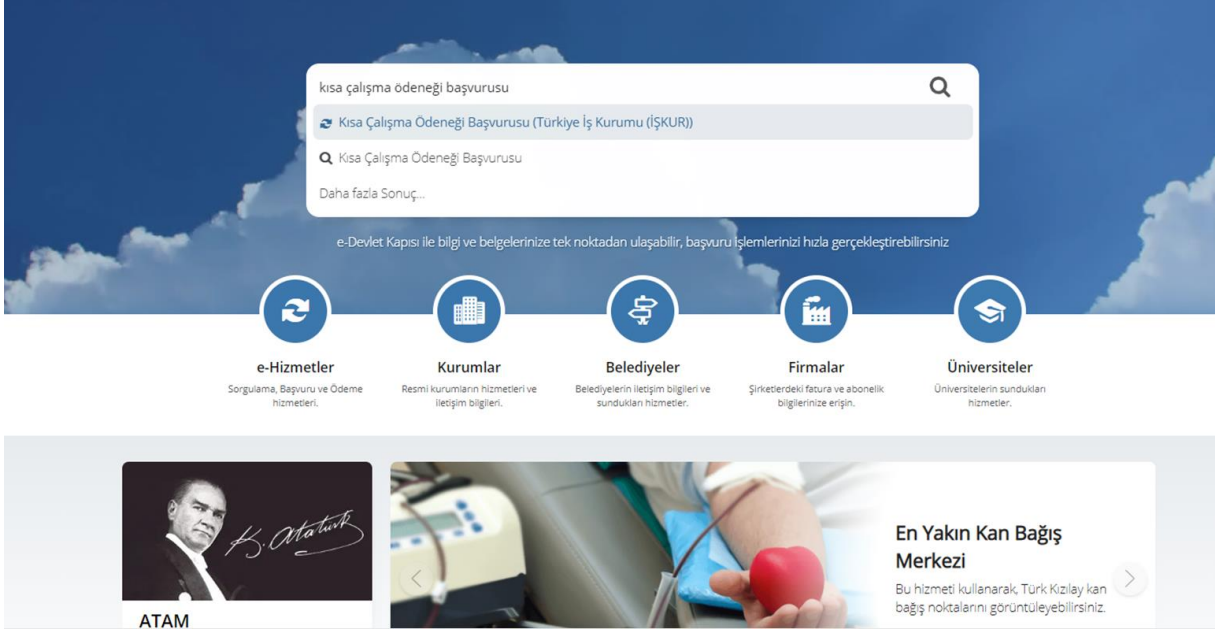 kısa çalışma ödeneği başvurusu
Kısa Çalışma Ödeneği Başvurusu (Türkiye İş Kurumu (İŞKUR))
Kısa Çalışma Ödeneği Başvurusu
Daha fazla Sonuç...
e-Devlet Kapısı ile bilgi ve belgelerinize tek noktadan ulaşabilir, başvuru işlemlerinizi hızla gerçekleştirebilirsiniz
e-Hizmetler
Sorgulama, Başvuru ve Ödeme
hizmetleri.
Kurumlar
Resmi kurumların hizmetleri ve
iletişim bilgileri.
Belediyeler
Belediyelerin iletişim bilgileri ve
sundukları hizmetler.
Firmalar
Şirketlerdeki fatura ve abonelik
bilgilerinize erişin.
Üniversiteler
Üniversitelerin sundukları
hizmetler.
K. Atatürk
ATAM
En Yakın Kan Bağış
Merkezi
Bu hizmeti kullanarak, Türk Kızılay kan
bağış noktalarını görüntüleyebilirsiniz.